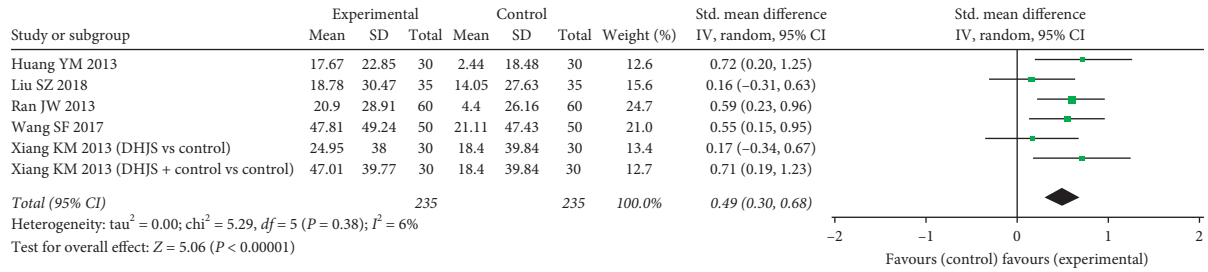 Experimental Control Std. mean difference Std. mean difference
Study or subgroup Mean SD Total Mean SD Total Weight (%) IV, random, 95% CI IV, random, 95% CI
Huang YM 2013 17.67 22.85 30 2.44 18.48 30 12.6 0.72 (0.20, 1.25)
Liu SZ 2018 18.78 30.47 35 14.05 27.63 35 15.6 0.16 (–0.31, 0.63)
Ran JW 2013 20.9 28.91 60 4.4 26.16 60 24.7 0.59 (0.23, 0.96)
Wang SF 2017 47.81 49.24 50 21.11 47.43 50 21.0 0.55 (0.15, 0.95)
Xiang KM 2013 (DHJS vs control) 24.95 38 30 18.4 39.84 30 13.4 0.17 (–0.34, 0.67)
Xiang KM 2013 (DHJS + control vs control) 47.01 39.77 30 18.4 39.84 30 12.7 0.71 (0.19, 1.23)
Total (95% CI) 235 235 100.0% 0.49 (0.30, 0.68)
Heterogeneity: tau² = 0.00; chi² = 5.29, df = 5 (P = 0.38); I² = 6%
Test for overall effect: Z = 5.06 (P < 0.00001)
–2 –1 0 1 2
Favours (control) favours (experimental)